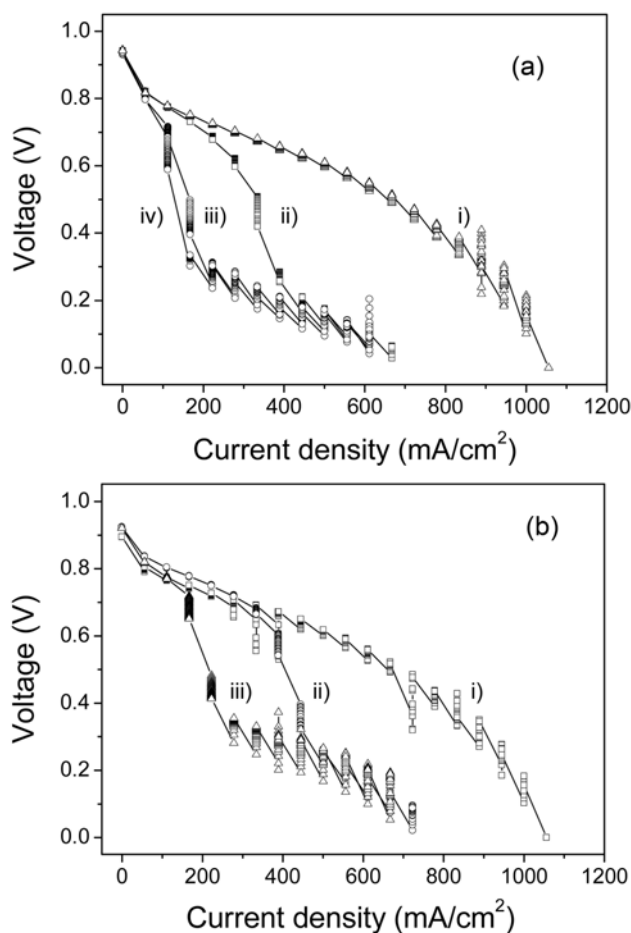 (a)
1.0
0.8
0.6
0.4
0.2
0.0
Voltage (V)
iv)
iii)
ii)
i)
0 200 400 600 800 1000 1200
Current density (mA/cm²)
(b)
1.0
0.8
0.6
0.4
0.2
0.0
Voltage (V)
iii)
ii)
i)
0 200 400 600 800 1000 1200
Current density (mA/cm²)